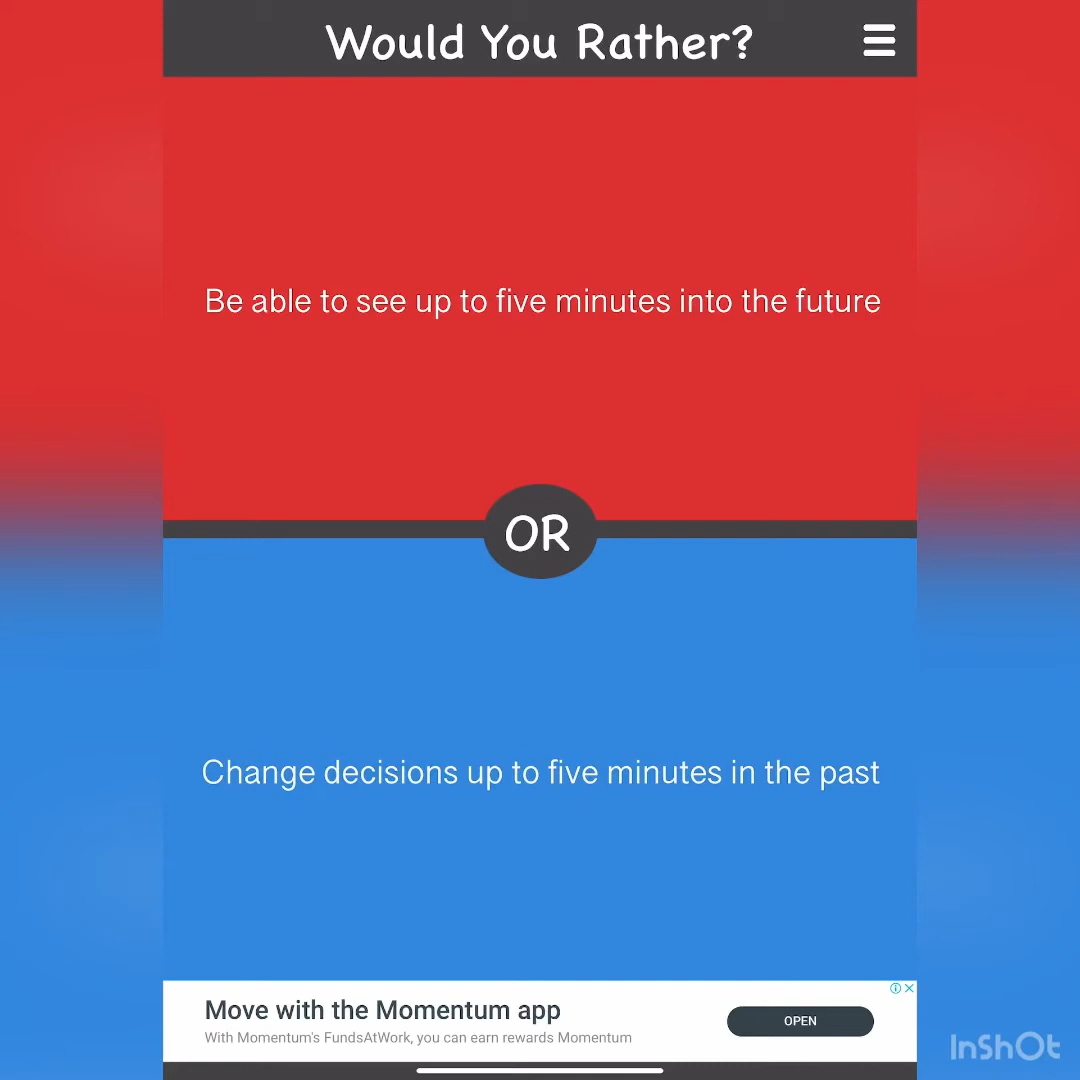 Would You Rather?
Be able to see up to five minutes into the future
OR
Change decisions up to five minutes in the past
Move with the Momentum app
With Momentum's FundsAtWork, you can earn rewards Momentum
OPEN
InShOt